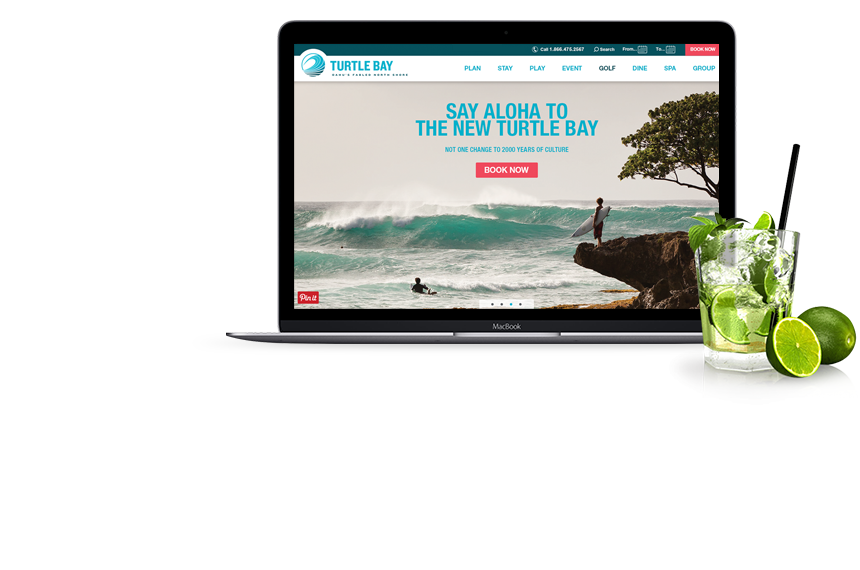 Call 1.866.475.2567
Search
From...
To...
BOOK NOW
TURTLE BAY
OAHU'S FABLED NORTH SHORE
PLAN
STAY
PLAY
EVENT
GOLF
DINE
SPA
GROUP
SAY ALOHA TO
THE NEW TURTLE BAY
NOT ONE CHANGE TO 2000 YEARS OF CULTURE
BOOK NOW
Pin it
MacBook